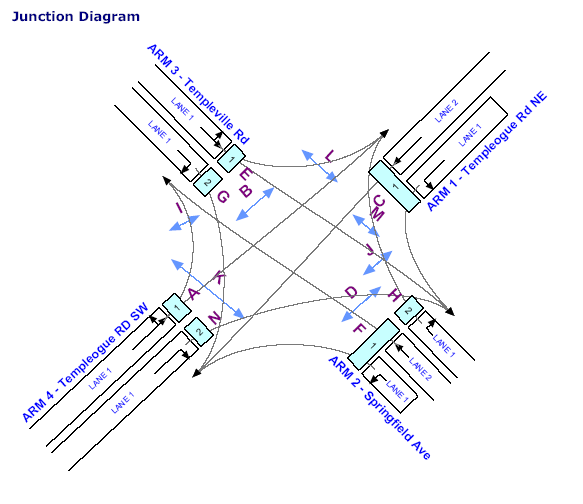 Junction Diagram
ARM 3 - Templeville Rd
LANE 1
LANE 1
1
2
E
B
G
L
LANE 2
LANE 1
ARM 1 - Templeogue Rd NE
1
C
M
I
J
K
A
N
D
F
H
1
2
ARM 4 - Templeogue RD SW
LANE 1
LANE 1
2
1
LANE 1
LANE 2
LANE 1
ARM 2 - Springfield Ave